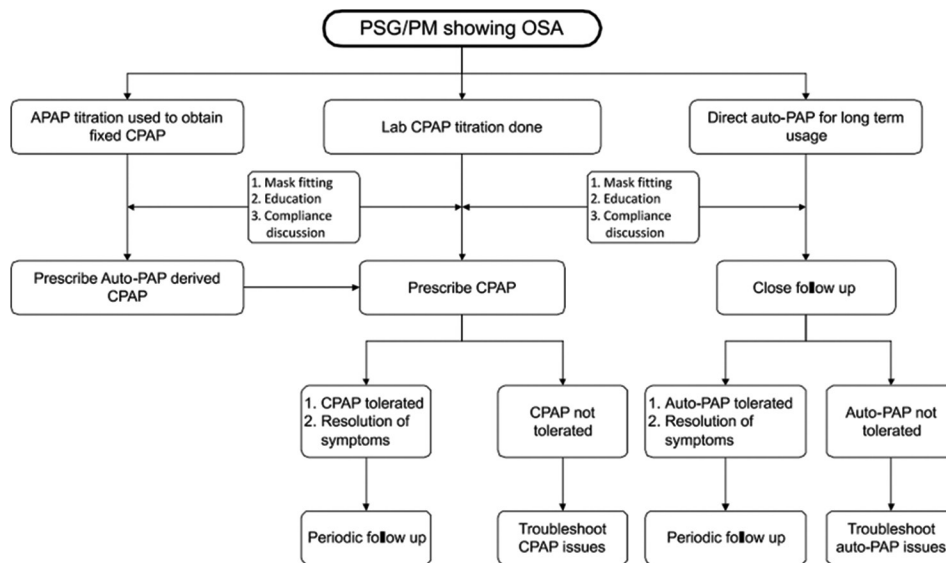 PSG/PM showing OSA
APAP titration used to obtain
fixed CPAP
Lab CPAP titration done
Direct auto-PAP for long term
usage
1. Mask fitting
2. Education
3. Compliance
discussion
1. Mask fitting
2. Education
3. Compliance
discussion
Prescribe Auto-PAP derived
CPAP
Prescribe CPAP
Close follow up
1. CPAP tolerated
2. Resolution of
symptoms
CPAP not
tolerated
1. Auto-PAP tolerated
2. Resolution of
symptoms
Auto-PAP not
tolerated
Periodic follow up
Troubleshoot
CPAP issues
Periodic follow up
Troubleshoot
auto-PAP issues